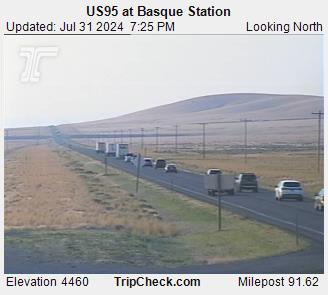 US95 at Basque Station
Updated: Jul 31 2024 7:25 PM Looking North
Elevation 4460 TripCheck.com Milepost 91.62